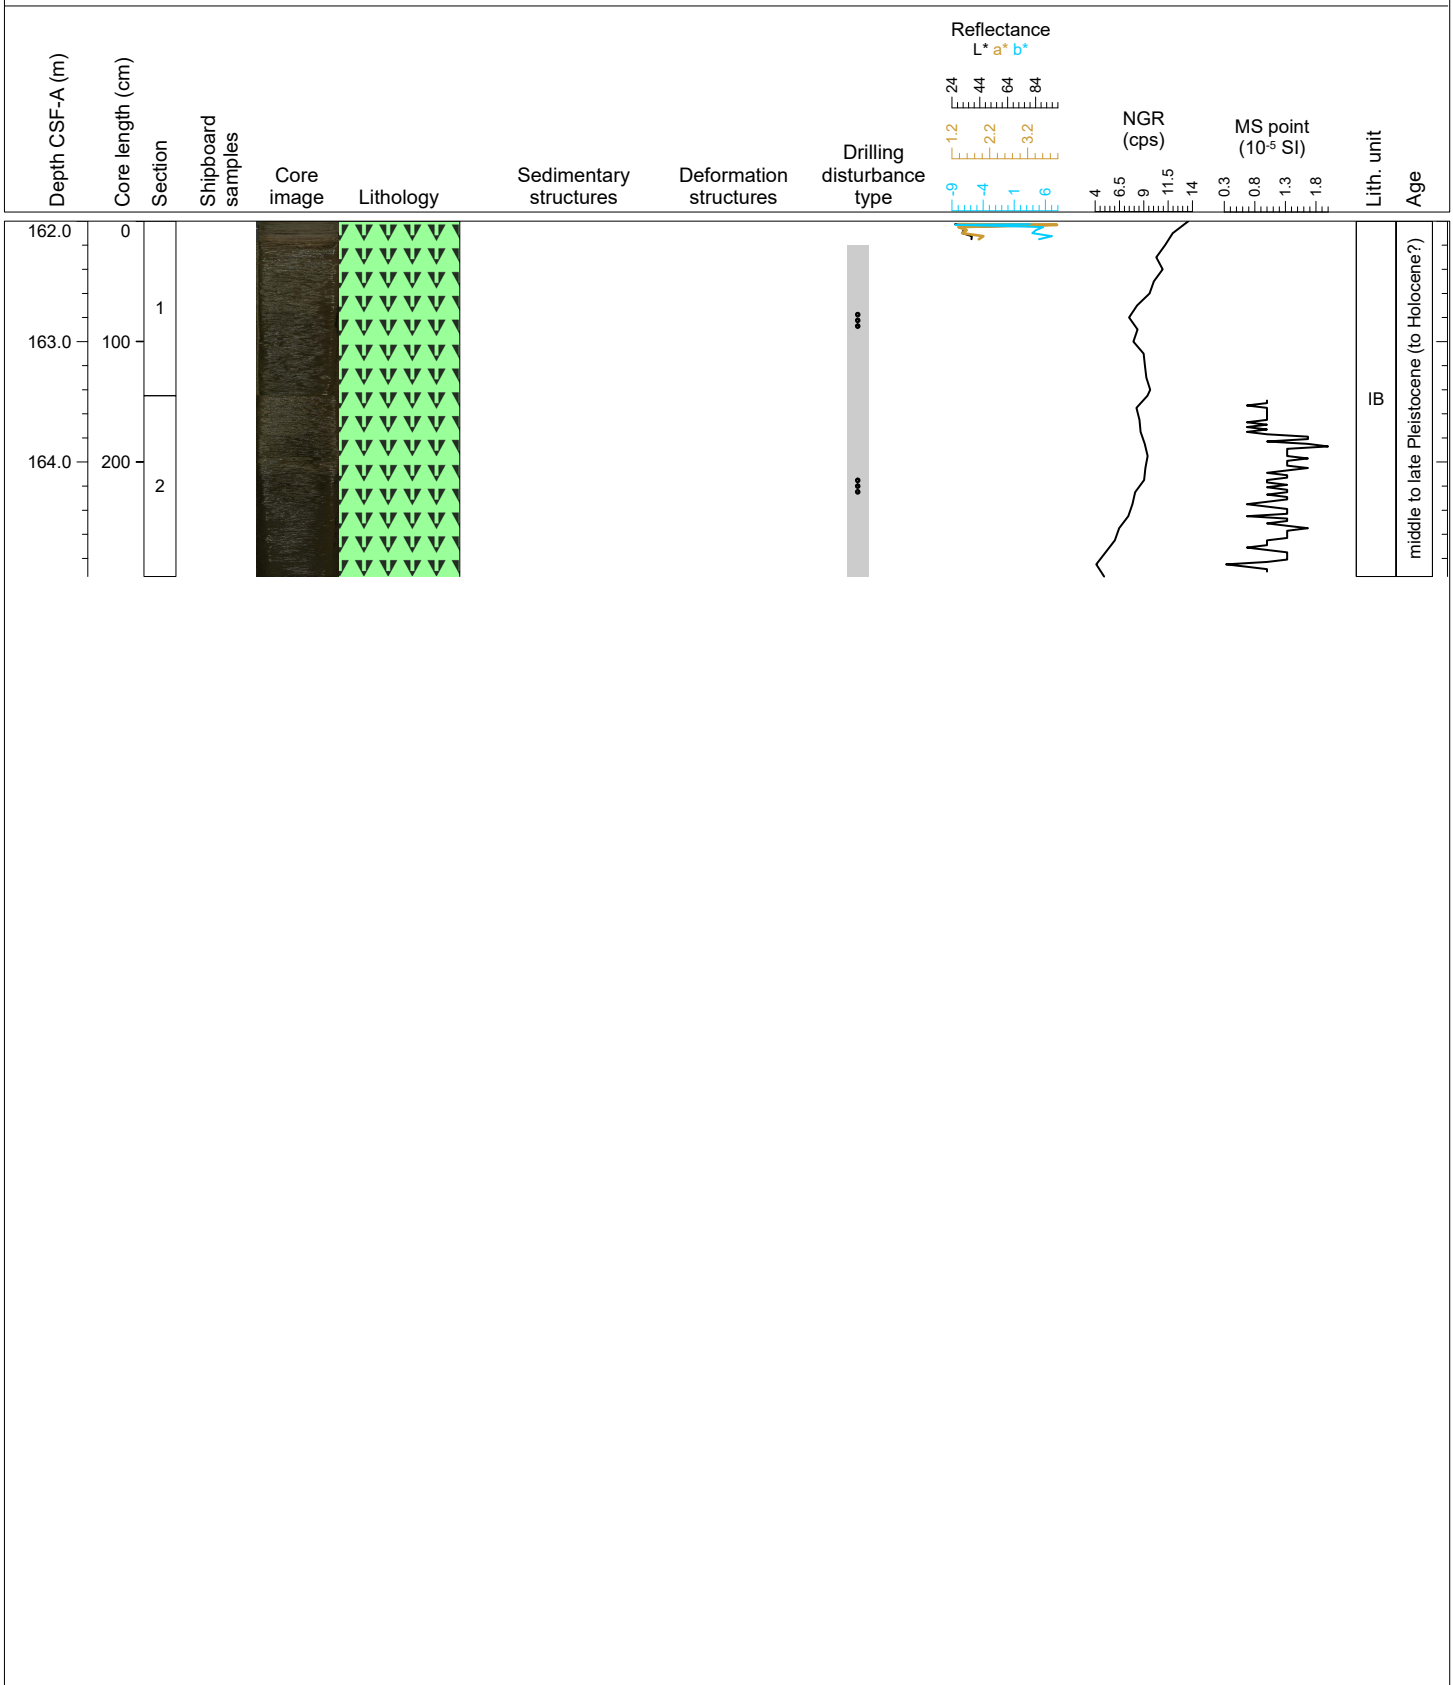 Depth CSF-A (m)
Core length (cm)
Section
Shipboard
samples
Core
image
Lithology
Sedimentary
structures
Deformation
structures
Drilling
disturbance
type
Reflectance
L* a* b*
24 44 64 84
1.2 2.2 3.2
-9 -4 1 6
NGR
(cps)
4 6.5 9 11.5 14
MS point
(10-5 SI)
0.3 0.8 1.3 1.8
Lith. unit
Age
162.0 0
1
163.0 100
164.0 200
2
IB
middle to late Pleistocene (to Holocene?)